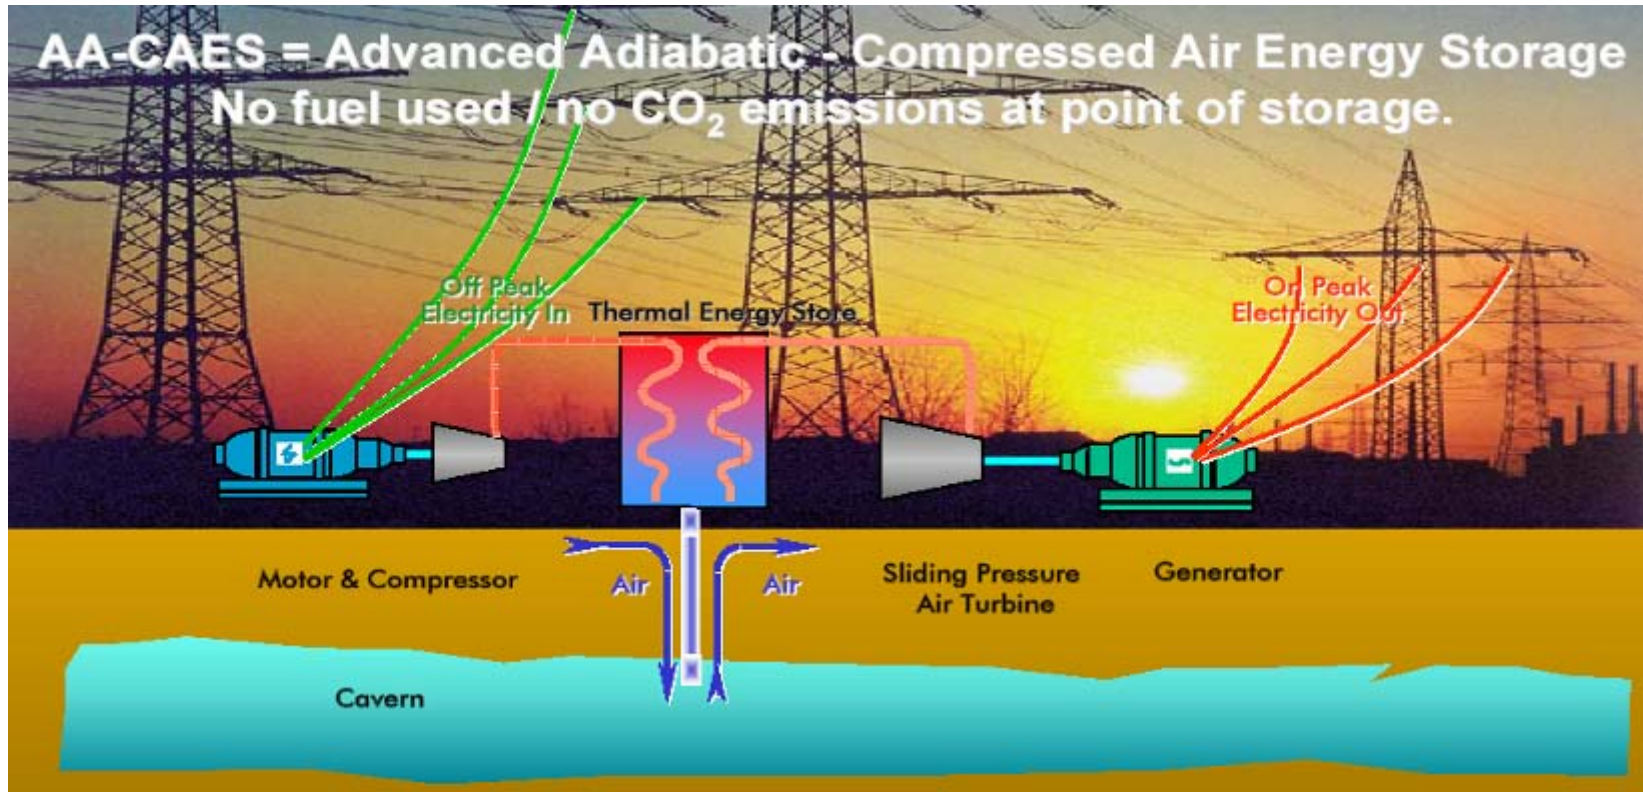 AA-CAES = Advanced Adiabatic - Compressed Air Energy Storage
No fuel used / no CO₂ emissions at point of storage.
Off Peak
Electricity In
Thermal Energy Store
On Peak
Electricity Out
Motor & Compressor
Air
Air
Sliding Pressure
Air Turbine
Generator
Cavern